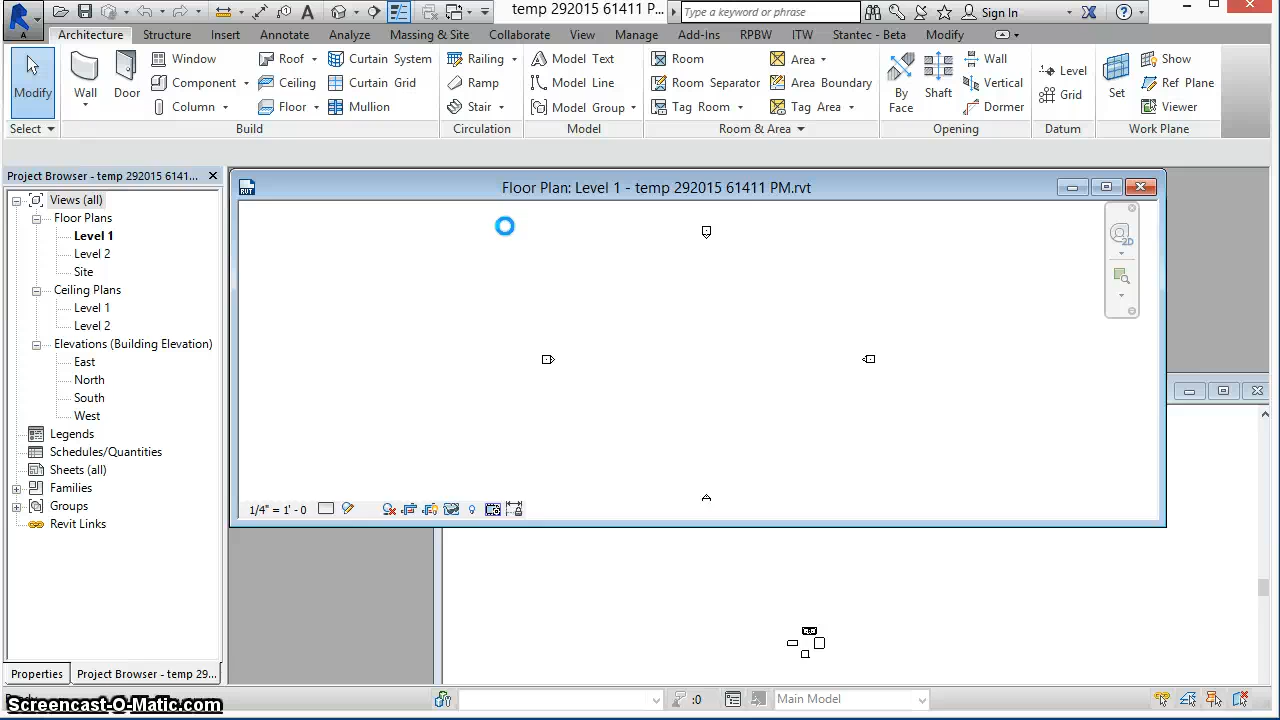 temp 292015 61411 P...
Type a keyword or phrase
Sign In
A
Architecture Structure Insert Annotate Analyze Massing & Site Collaborate View Manage Add-Ins RPBW ITW Stantec - Beta Modify
Modify
Wall
Door
Window
Component
Column
Roof
Ceiling
Floor
Curtain System
Curtain Grid
Mullion
Railing
Ramp
Stair
Model Text
Model Line
Model Group
Room
Room Separator
Tag Room
Area
Area Boundary
Tag Area
By
Face
Shaft
Wall
Vertical
Dormer
Level
Grid
Set
Show
Ref Plane
Viewer
Select Build Circulation Model Room & Area Opening Datum Work Plane
Project Browser - temp 292015 6141...
Views (all)
Floor Plans
Level 1
Level 2
Site
Ceiling Plans
Level 1
Level 2
Elevations (Building Elevation)
East
North
South
West
Legends
Schedules/Quantities
Sheets (all)
Families
Groups
Revit Links
Floor Plan: Level 1 - temp 292015 61411 PM.rvt
2D
1/4" = 1' - 0
Properties Project Browser - temp 29...
:0
Main Model
Screencast-O-Matic.com